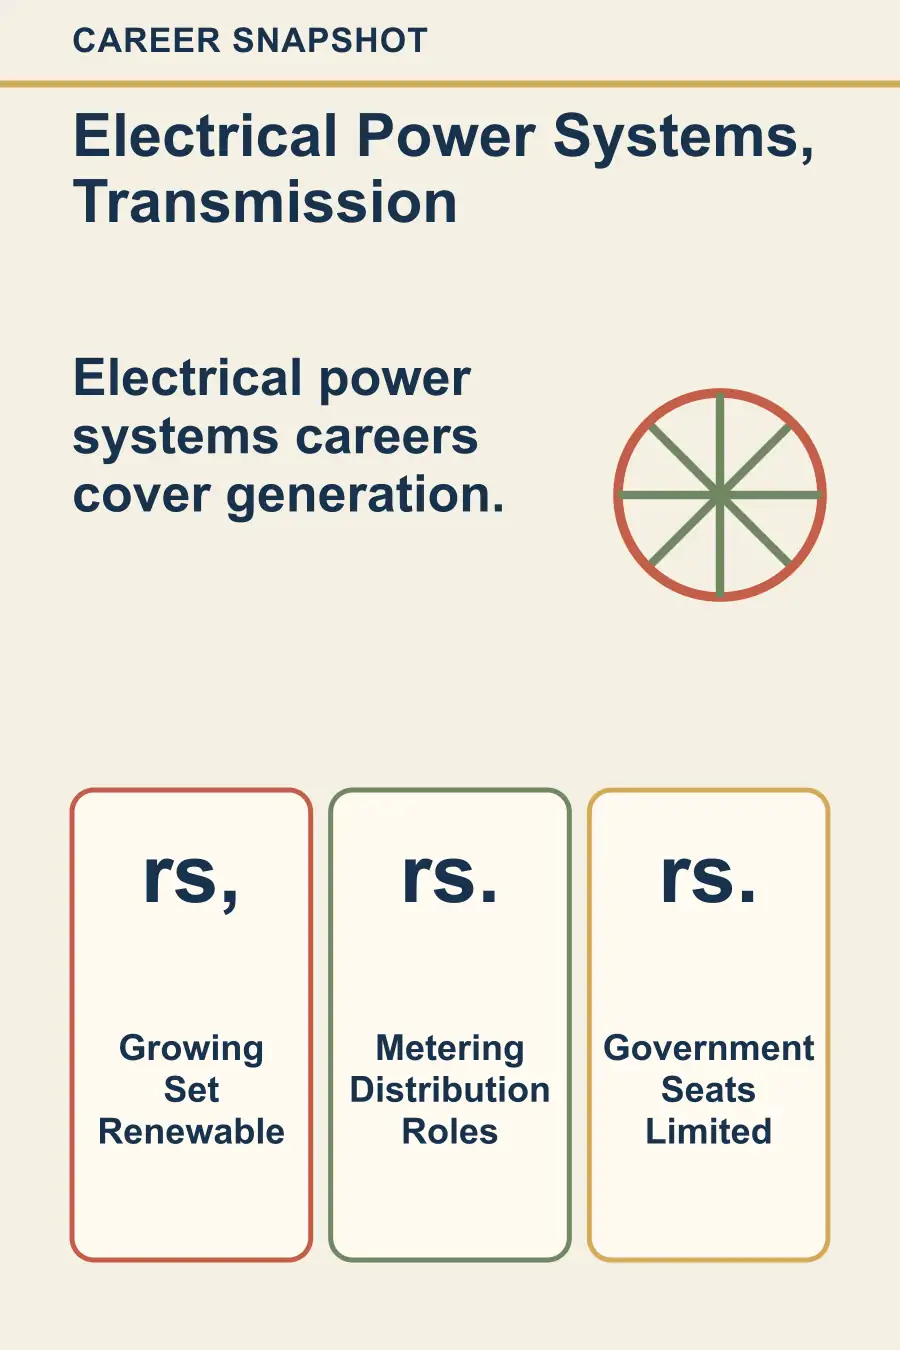 CAREER SNAPSHOT
Electrical Power Systems,
Transmission
Electrical power
systems careers
cover generation.
rs,
Growing
Set
Renewable
rs.
Metering
Distribution
Roles
rs.
Government
Seats
Limited